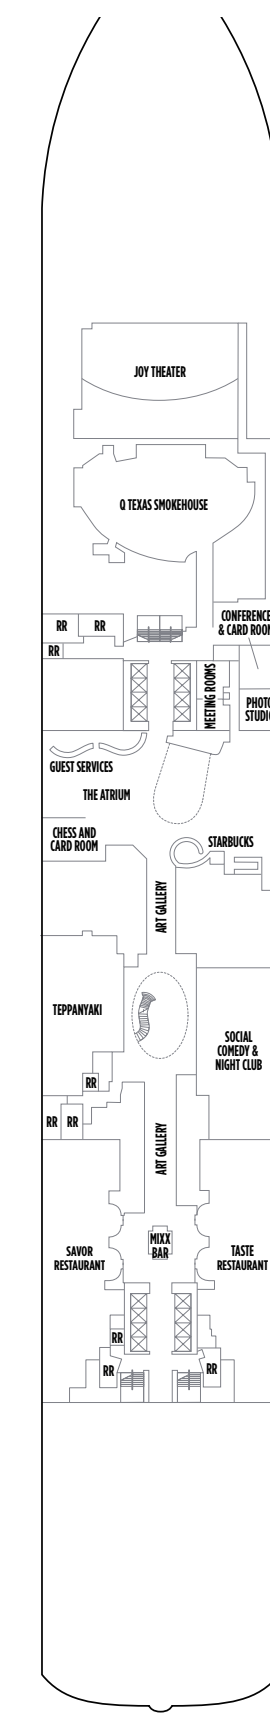 JOY THEATER
Q TEXAS SMOKEHOUSE
CONFERENCE
& CARD ROOM
RR
RR
RR
MEETING ROOMS
PHOTO
STUDIO
GUEST SERVICES
THE ATRIUM
CHESS AND
CARD ROOM
STARBUCKS
ART GALLERY
TEPPANYAKI
SOCIAL
COMEDY &
NIGHT CLUB
RR
RR
RR
ART GALLERY
MIXX
BAR
SAVOR
RESTAURANT
TASTE
RESTAURANT
RR
RR
RR